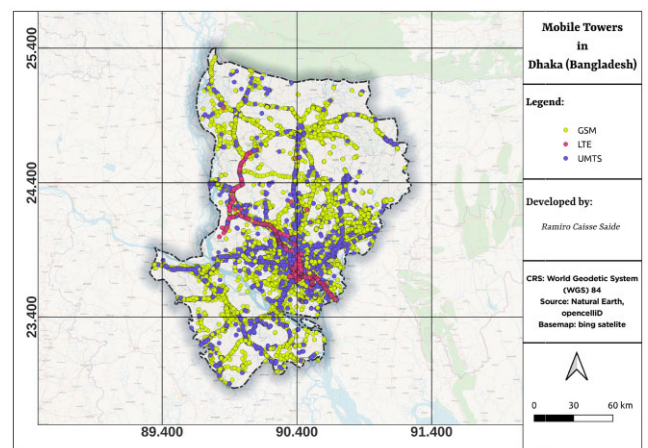 Mobile Towers
in
Dhaka (Bangladesh)
Legend:
GSM
LTE
UMTS
Developed by:
Ramiro Caisse Saide
CRS: World Geodetic System
(WGS) 84
Source: Natural Earth,
opencelliD
Basemap: bing satelite
0 30 60 km
25.400
24.400
23.400
89.400 90.400 91.400